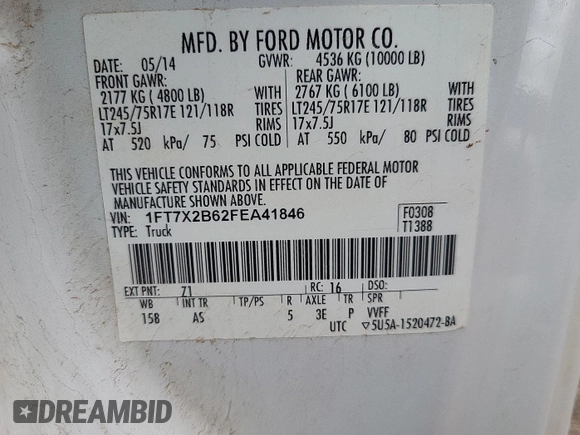 MFD. BY FORD MOTOR CO.
DATE: 05/14 GVWR: 4536 KG (10000 LB)
FRONT GAWR: REAR GAWR:
2177 KG ( 4800 LB) WITH 2767 KG ( 6100 LB) WITH
LT245/75R17E 121/118R TIRES LT245/75R17E 121/118R TIRES
17x7.5J RIMS 17x7.5J RIMS
AT 520 kPa/ 75 PSI COLD AT 550 kPa/ 80 PSI COLD
THIS VEHICLE CONFORMS TO ALL APPLICABLE FEDERAL MOTOR
VEHICLE SAFETY STANDARDS IN EFFECT ON THE DATE OF
MANUFACTURE SHOWN ABOVE.
VIN: 1FT7X2B62FEA41846 F0308
TYPE: Truck T1388
EXT PNT: 71 RC: 16 DSO:
WB INT TR TP/PS R AXLE TR SPR
15B AS 5 3E P VVFF
UTC ▽5U5A-1520472-BA
DREAMBID